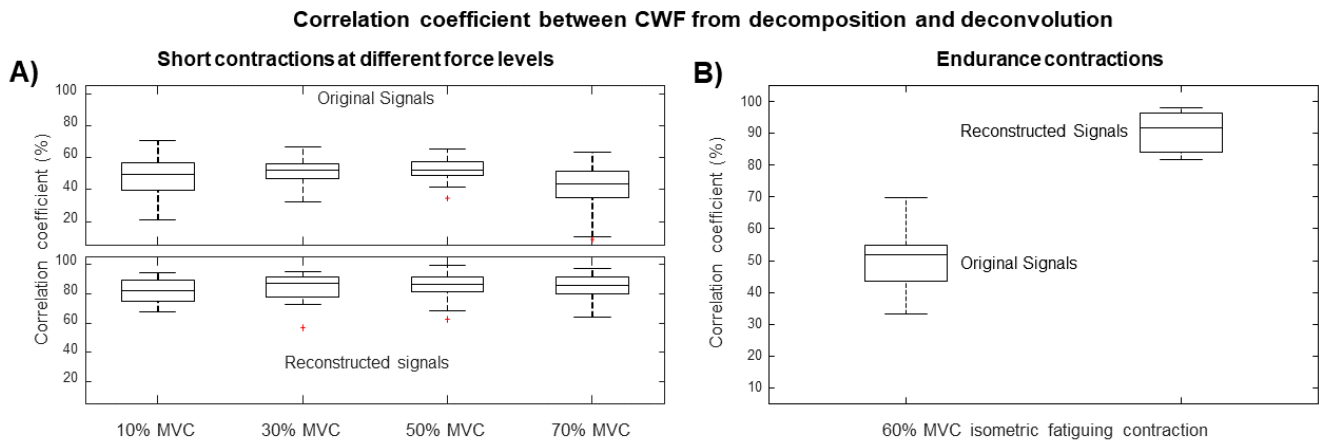 Correlation coefficient between CWF from decomposition and deconvolution
A)
Short contractions at different force levels
Correlation coefficient (%)
100
80
60
40
20
Original Signals
Correlation coefficient (%)
100
80
60
40
20
Reconstructed signals
10% MVC 30% MVC 50% MVC 70% MVC
B)
Endurance contractions
Correlation coefficient (%)
100
90
80
70
60
50
40
30
20
10
Reconstructed Signals
Original Signals
60% MVC isometric fatiguing contraction